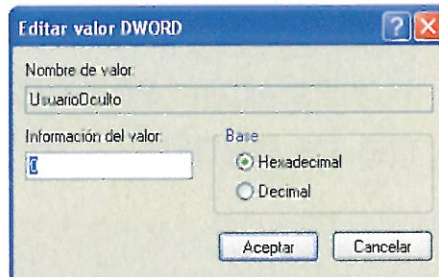 Editar valor DWORD
Nombre de valor:
UsuarioOculto
Información del valor:
0
Base
Hexadecimal
Decimal
Aceptar
Cancelar